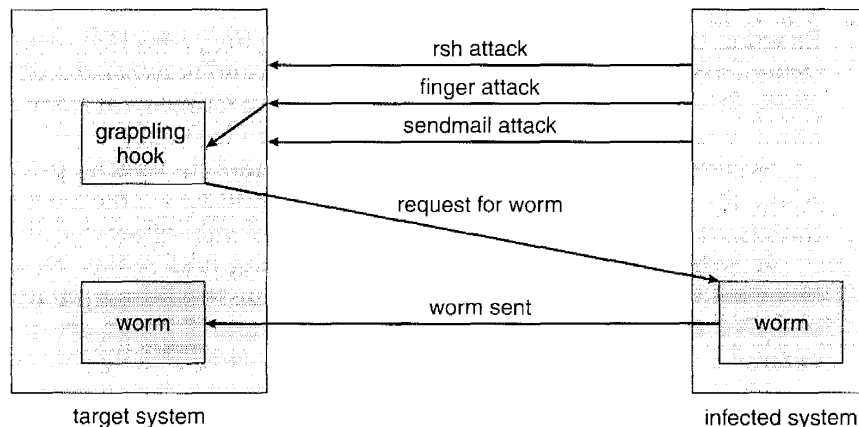 rsh attack
finger attack
grappling
hook
sendmail attack
request for worm
worm sent
worm
worm
target system
infected system